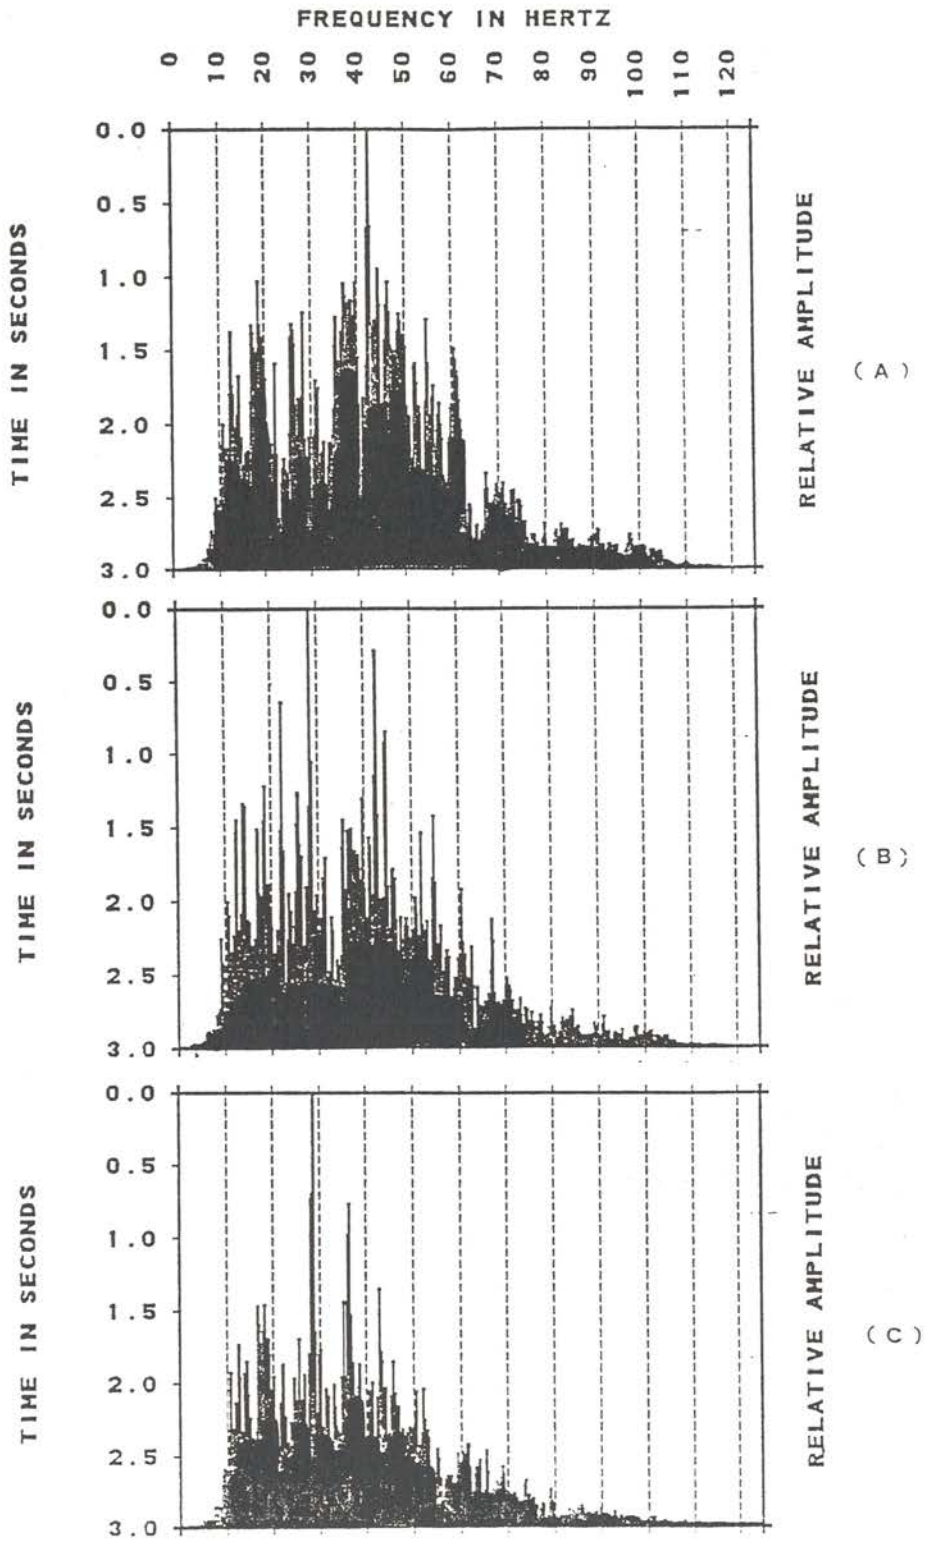 FREQUENCY IN HERTZ
0 10 20 30 40 50 60 70 80 90 100 110 120
TIME IN SECONDS
0.0
0.5
1.0
1.5
2.0
2.5
3.0
RELATIVE AMPLITUDE
(A)
TIME IN SECONDS
0.0
0.5
1.0
1.5
2.0
2.5
3.0
RELATIVE AMPLITUDE
(B)
TIME IN SECONDS
0.0
0.5
1.0
1.5
2.0
2.5
3.0
RELATIVE AMPLITUDE
(C)